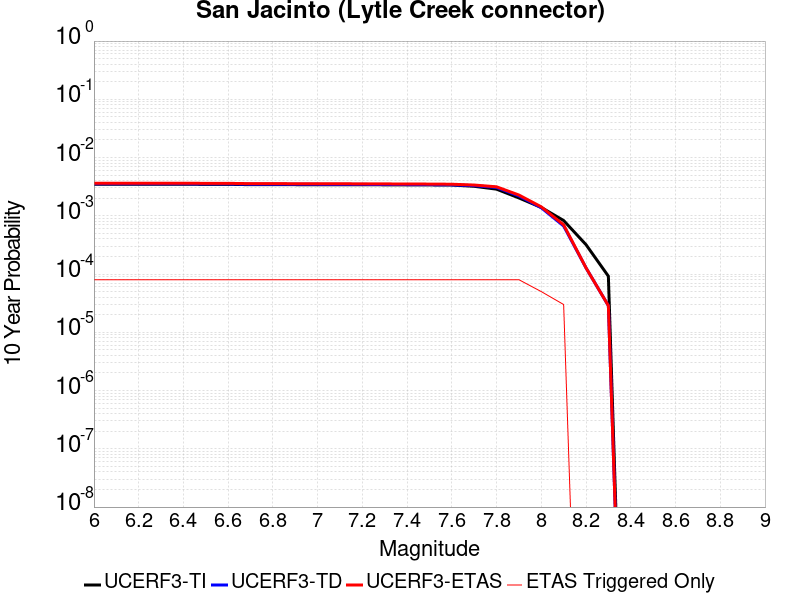 San Jacinto (Lytle Creek connector)
10^0
10^-1
10^-2
10^-3
10^-4
10^-5
10^-6
10^-7
10^-8
10 Year Probability
6 6.2 6.4 6.6 6.8 7 7.2 7.4 7.6 7.8 8 8.2 8.4 8.6 8.8 9
Magnitude
UCERF3-TI UCERF3-TD UCERF3-ETAS ETAS Triggered Only